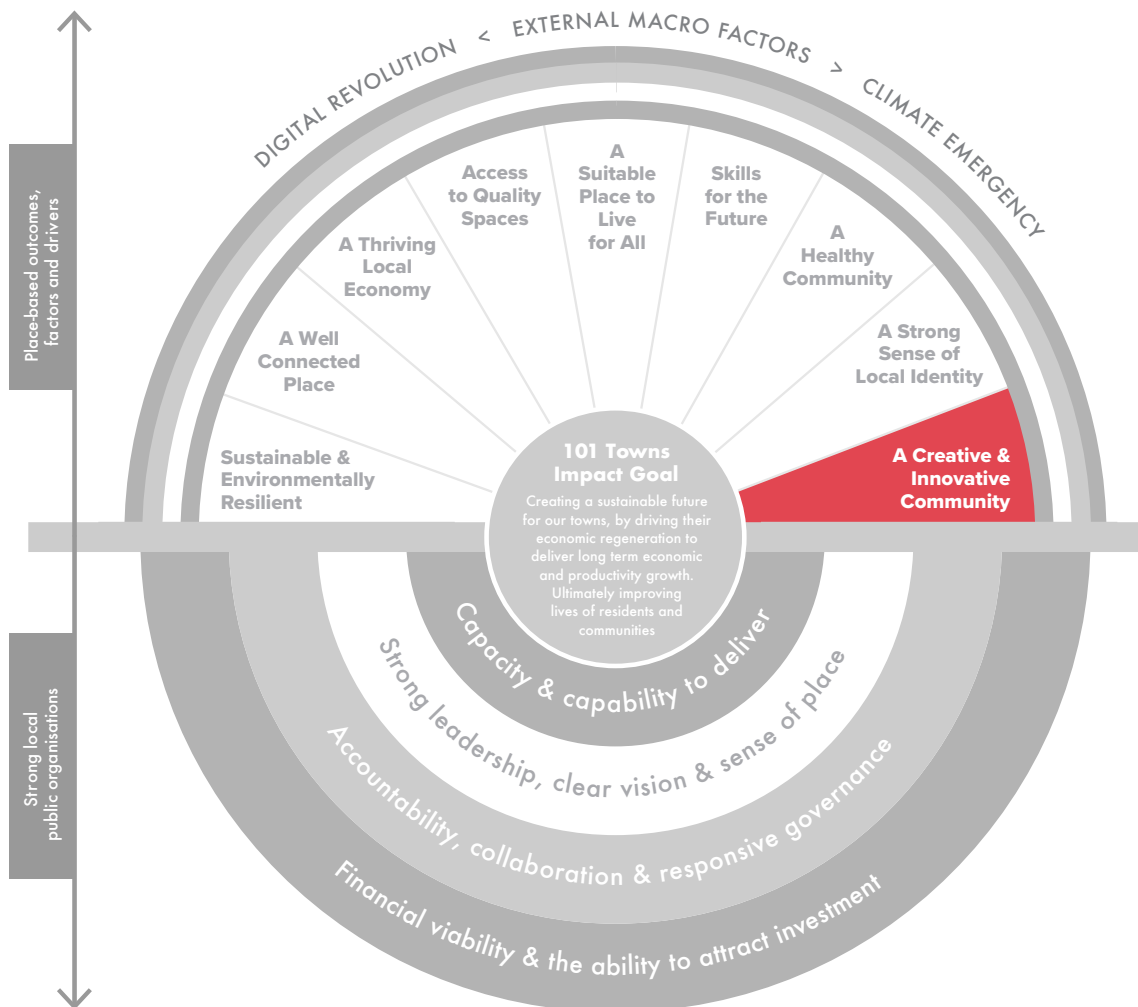 DIGITAL REVOLUTION < EXTERNAL MACRO FACTORS > CLIMATE EMERGENCY
Place-based outcomes,
factors and drivers
Sustainable &
Environmentally
Resilient
A Well
Connected
Place
A Thriving
Local
Economy
Access
to Quality
Spaces
A
Suitable
Place to
Live
for All
Skills
for the
Future
A
Healthy
Community
A Strong
Sense of
Local Identity
A Creative &
Innovative
Community
101 Towns
Impact Goal
Creating a sustainable future
for our towns, by driving their
economic regeneration to
deliver long term economic
and productivity growth.
Ultimately improving
lives of residents and
communities
Strong local
public organisations
Capacity & capability to deliver
Strong leadership, clear vision & sense of place
Accountability, collaboration & responsive governance
Financial viability & the ability to attract investment